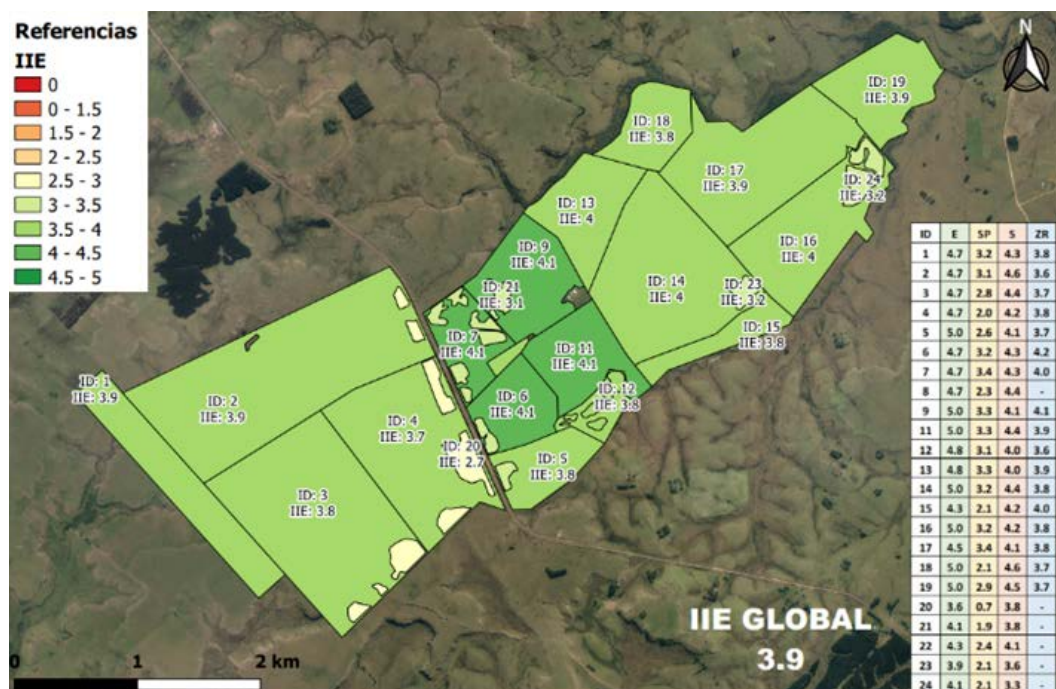 Referencias
IIE
0
0 - 1.5
1.5 - 2
2 - 2.5
2.5 - 3
3 - 3.5
3.5 - 4
4 - 4.5
4.5 - 5
N
ID: 19
IIE: 3.9
ID: 18
IIE: 3.8
ID: 17
IIE: 3.9
ID: 24
IIE: 3.2
ID: 13
IIE: 4
ID: 9
IIE: 4.1
ID: 16
IIE: 4
ID: 14
IIE: 4
ID: 23
IIE: 3.2
ID: 21
IIE: 3.1
ID: 15
IIE: 3.8
ID: 7
IIE: 4.1
ID: 11
IIE: 4.1
ID: 1
IIE: 3.9
ID: 12
IIE: 3.8
ID: 2
IIE: 3.9
ID: 6
IIE: 4.1
ID: 4
IIE: 3.7
ID: 20
IIE: 2.7
ID: 5
IIE: 3.8
ID: 3
IIE: 3.8
ID E SP S ZR
1 4.7 3.2 4.3 3.8
2 4.7 3.1 4.6 3.6
3 4.7 2.8 4.4 3.7
4 4.7 2.0 4.2 3.8
5 5.0 2.6 4.1 3.7
6 4.7 3.2 4.3 4.2
7 4.7 3.4 4.3 4.0
8 4.7 2.3 4.4 -
9 5.0 3.3 4.1 4.1
11 5.0 3.3 4.4 3.9
12 4.8 3.1 4.0 3.6
13 4.8 3.3 4.0 3.9
14 5.0 3.2 4.4 3.8
15 4.3 2.1 4.2 4.0
16 5.0 3.2 4.2 3.8
17 4.5 3.4 4.1 3.8
18 5.0 2.1 4.6 3.7
19 5.0 2.9 4.5 3.7
20 3.6 0.7 3.8 -
21 4.1 1.9 3.8 -
22 4.3 2.4 4.1 -
23 3.9 2.1 3.6 -
24 4.1 2.1 3.3 -
IIE GLOBAL
3.9
0 1 2 km